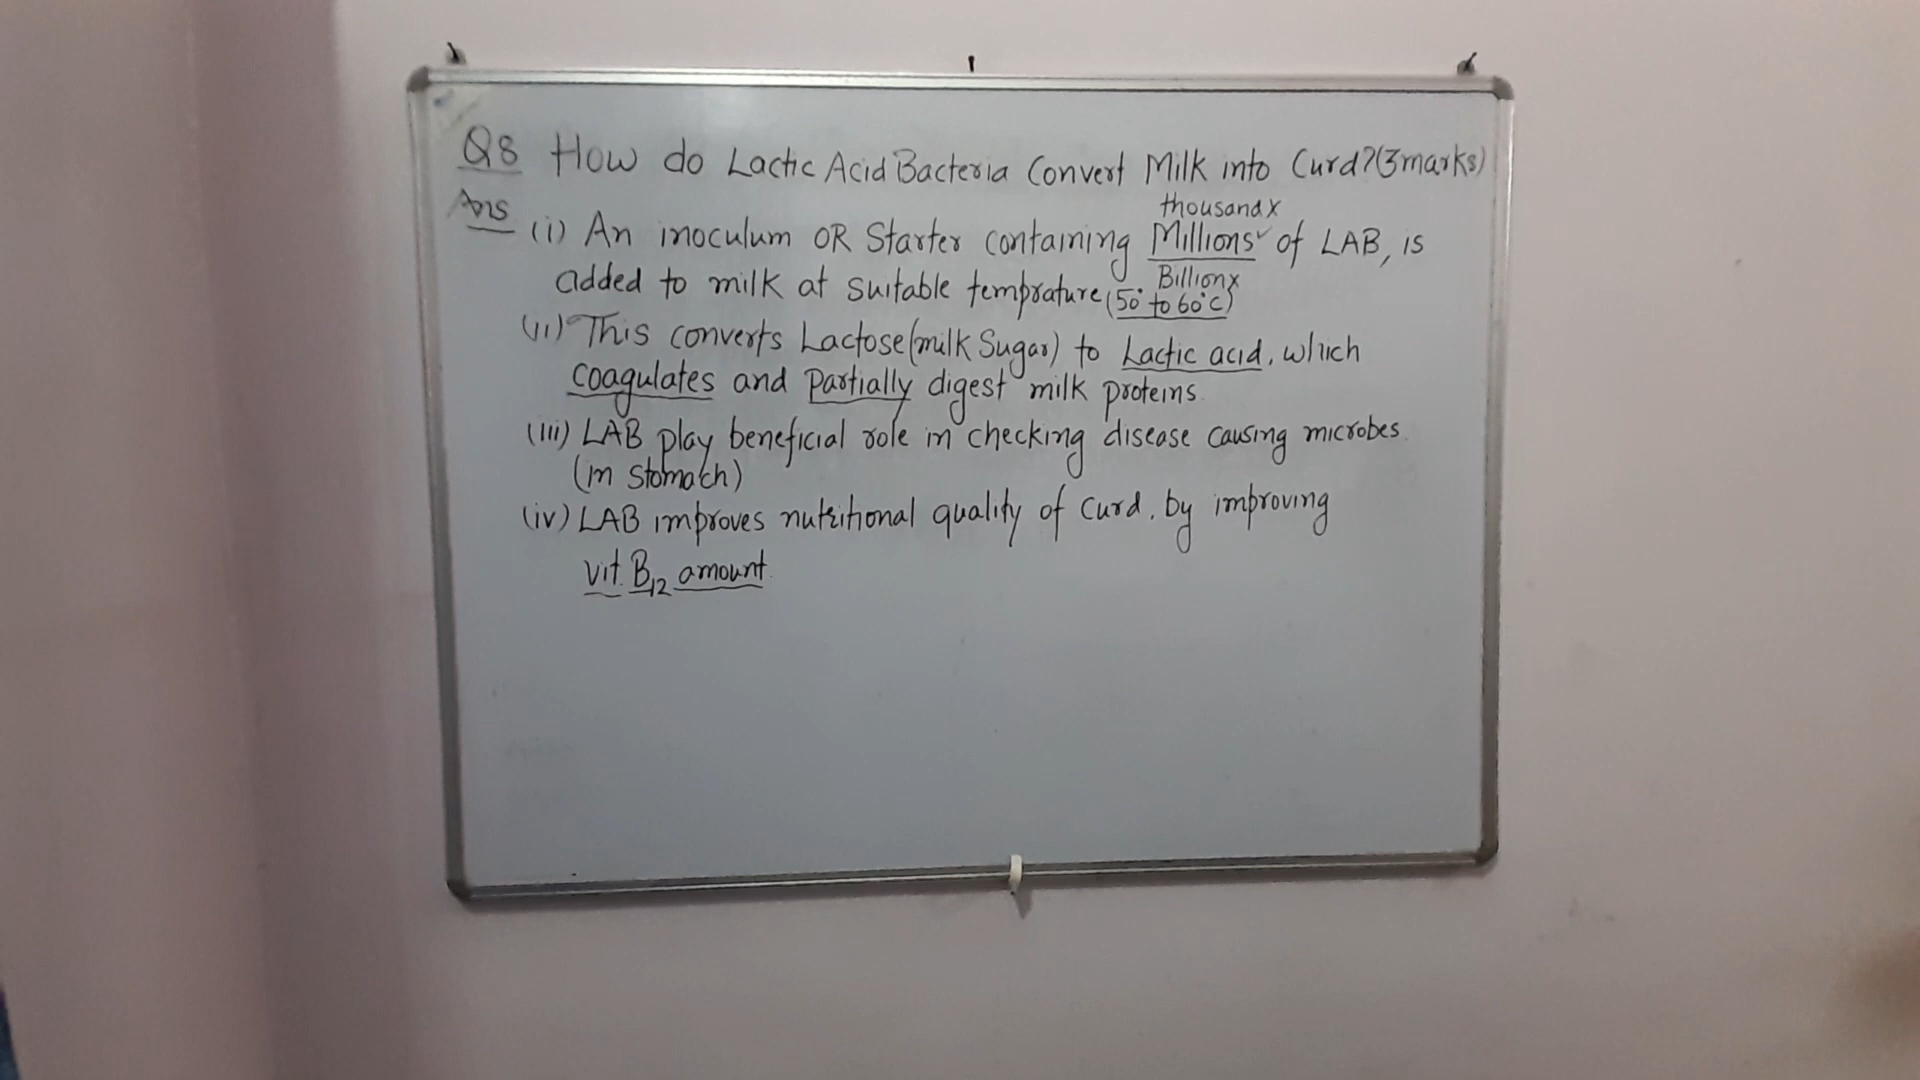 Q8 How do Lactic Acid Bacteria Convert Milk into Curd? (3 marks)
Ans
thousand x
(i) An inoculum OR Starter containing Millions ✓ of LAB, is
Billion x
added to milk at suitable temprature (50° to 60°C)
(ii) This converts Lactose (milk Sugar) to Lactic acid, which
coagulates and partially digest milk proteins.
(iii) LAB play beneficial role in checking disease causing microbes.
(in stomach)
(iv) LAB improves nutritional quality of curd, by improving
vit. B12 amount.